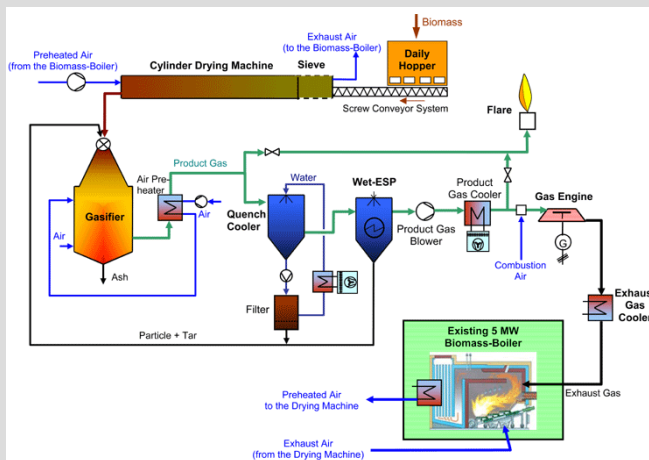 Biomass
Exhaust Air
(to the Biomass-Boiler)
Daily
Hopper
Preheated Air
(from the Biomass-Boiler)
Cylinder Drying Machine
Sieve
Screw Conveyor System
Flare
Product Gas
Air Pre-
heater
Gasifier
Air
Air
Ash
Water
Quench
Cooler
Wet-ESP
Product Gas
Blower
Product
Gas Cooler
Gas Engine
G
Combustion
Air
Filter
Particle + Tar
Exhaust
Gas
Cooler
Existing 5 MW
Biomass-Boiler
Exhaust Gas
Preheated Air
to the Drying Machine
Exhaust Air
(from the Drying Machine)